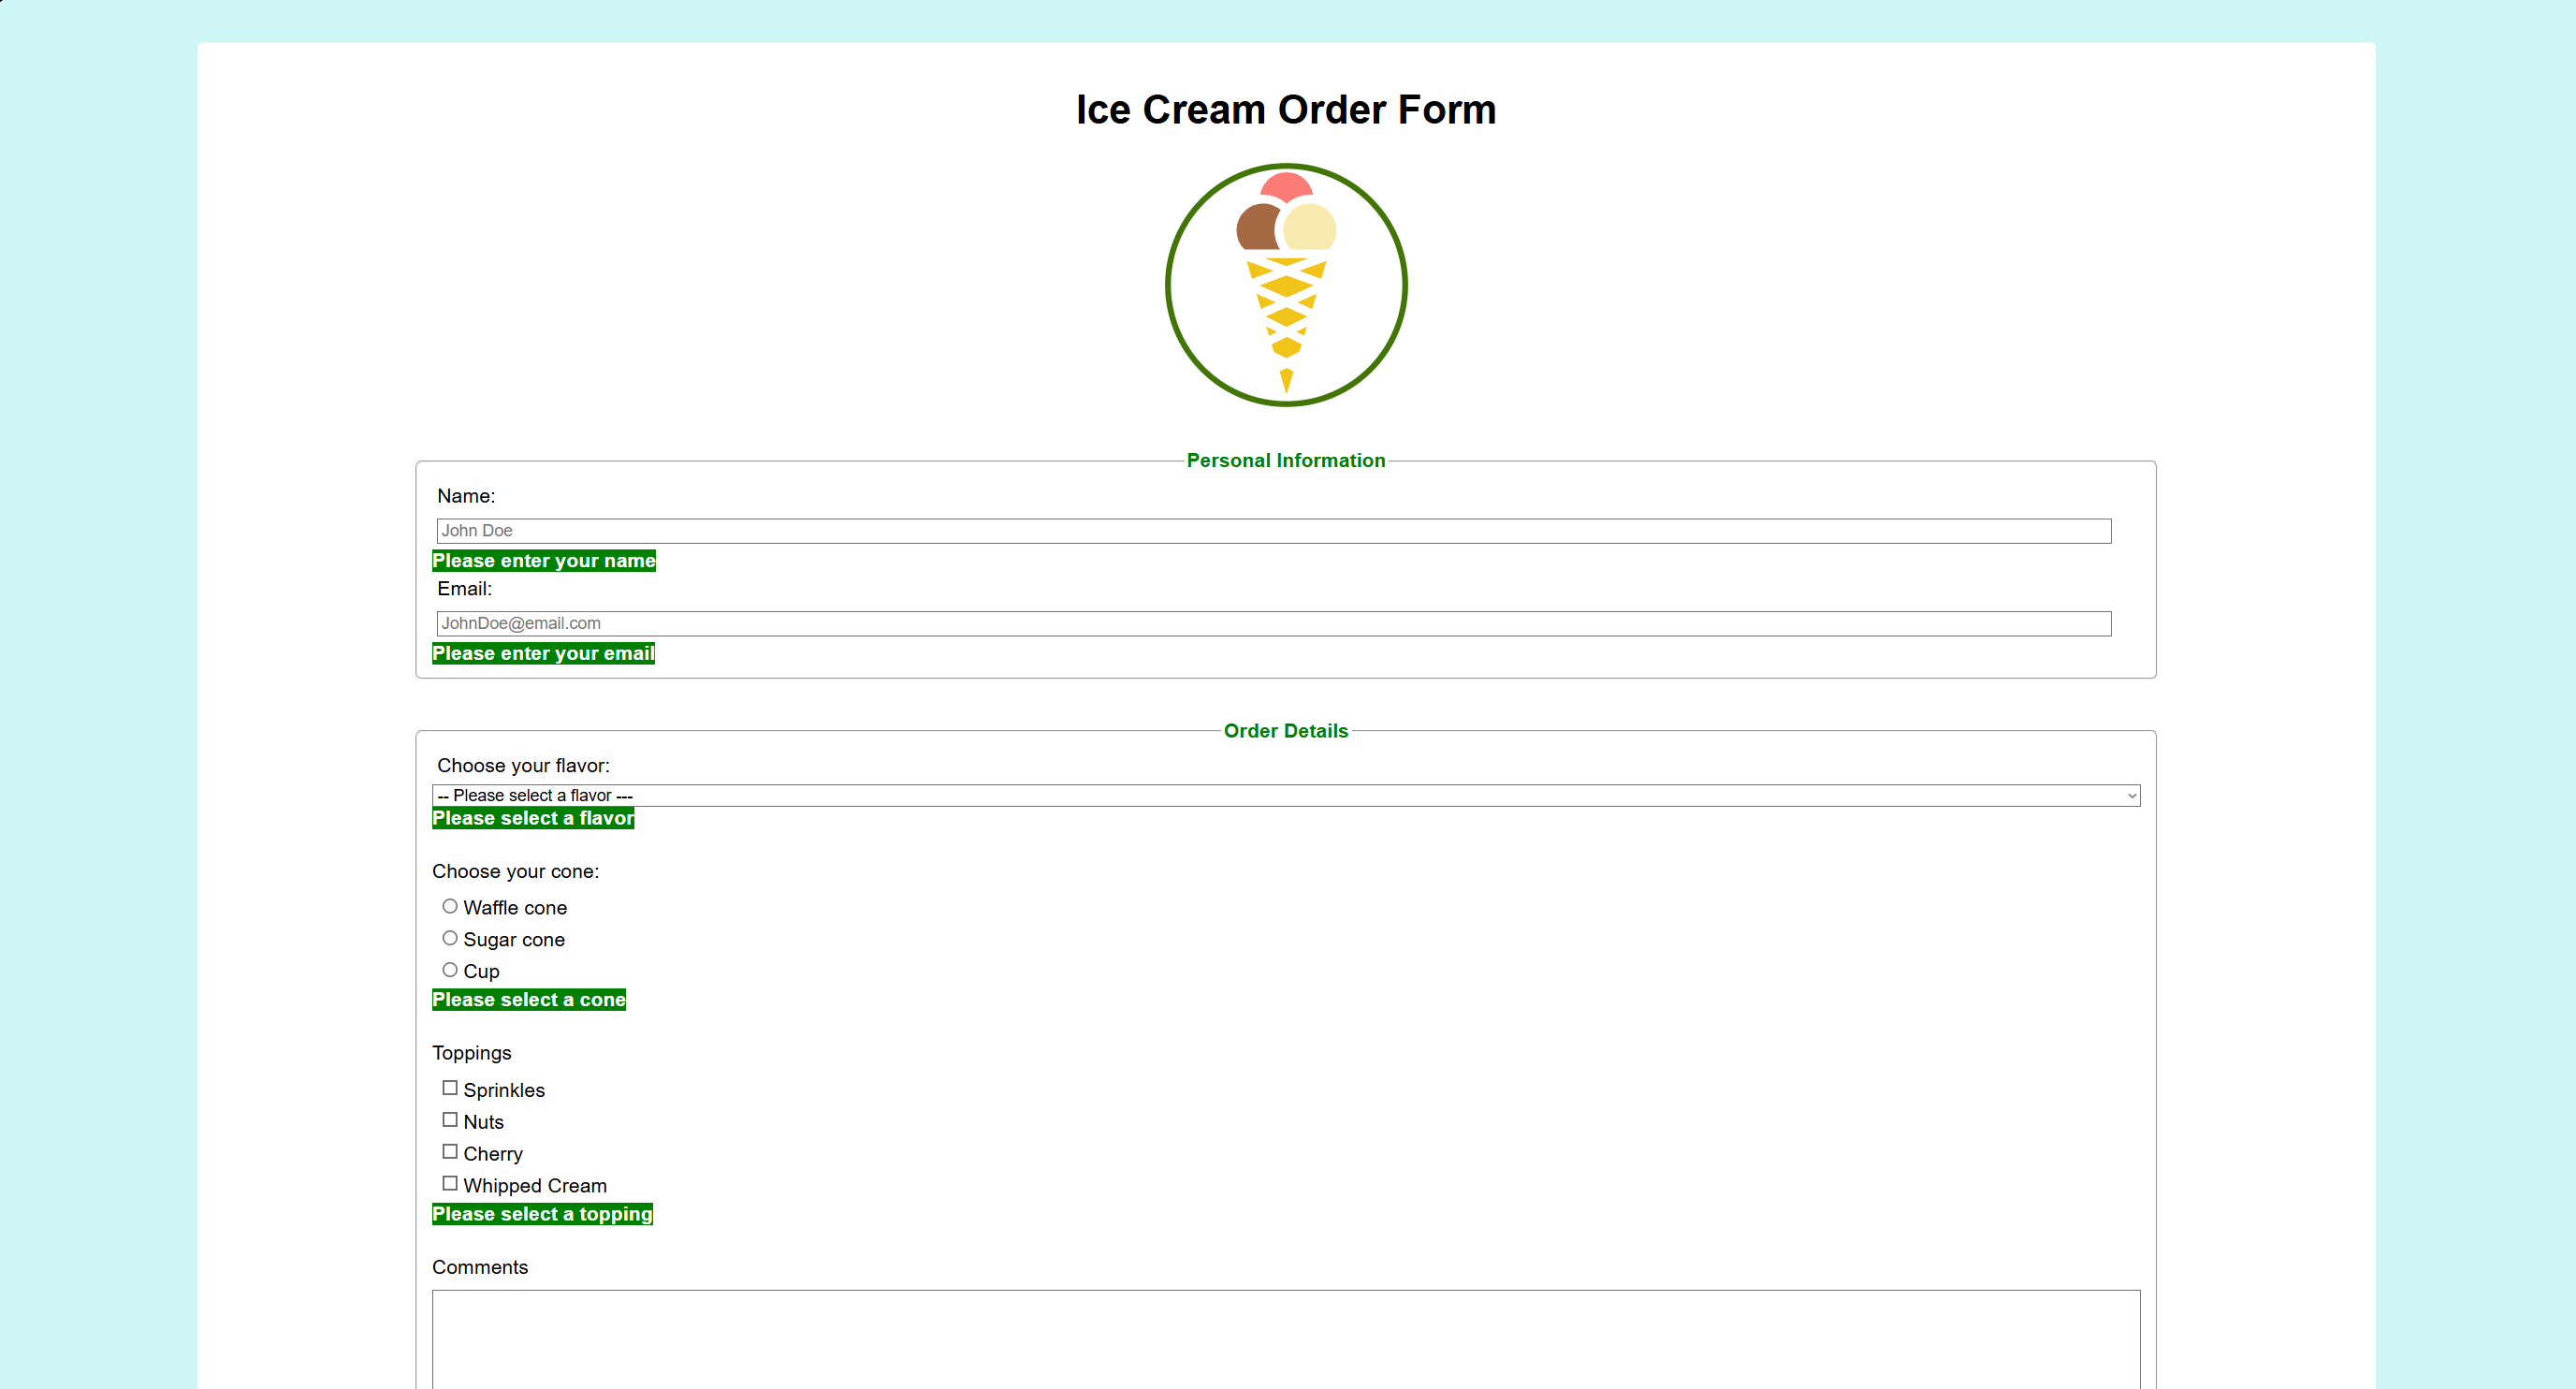 Ice Cream Order Form
Personal Information
Name:
John Doe
Please enter your name
Email:
JohnDoe@email.com
Please enter your email
Order Details
Choose your flavor:
-- Please select a flavor ---
Please select a flavor
Choose your cone:
Waffle cone
Sugar cone
Cup
Please select a cone
Toppings
Sprinkles
Nuts
Cherry
Whipped Cream
Please select a topping
Comments